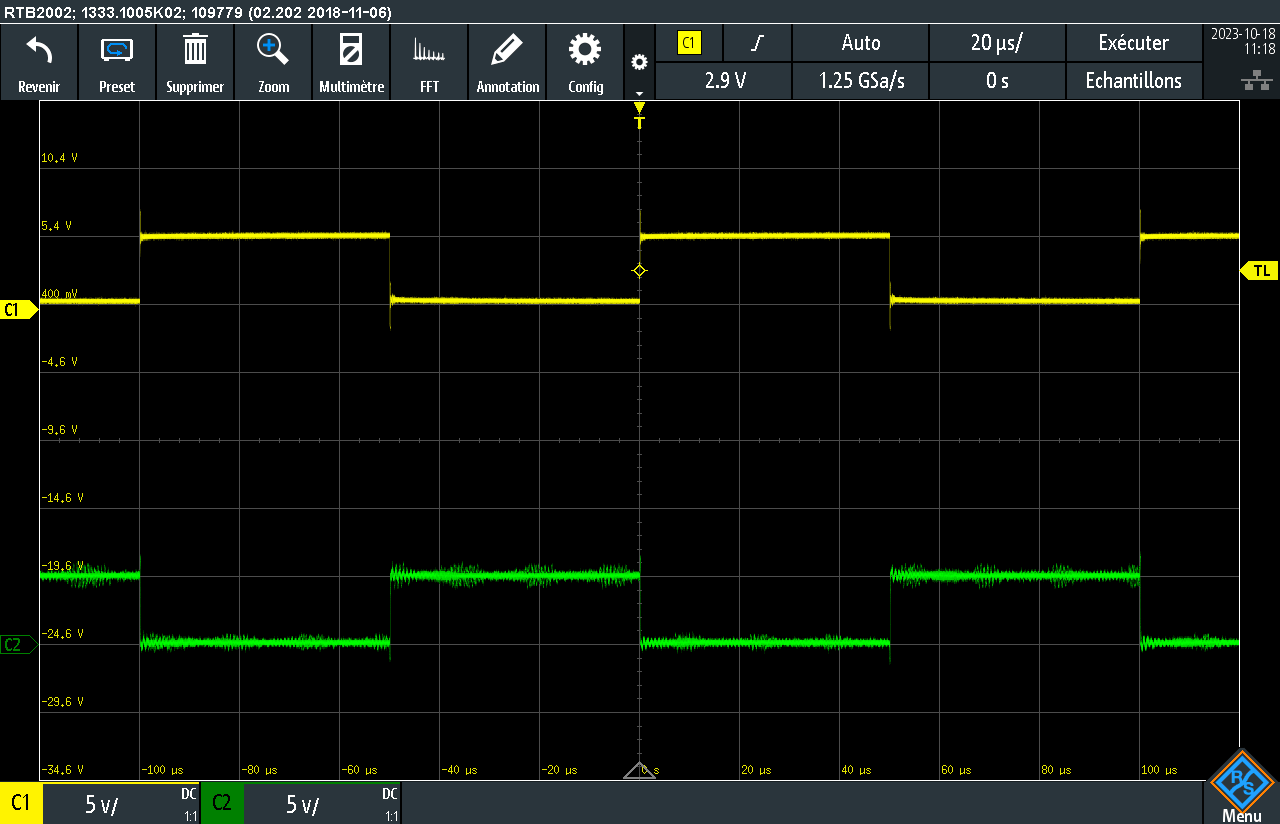 RTB2002; 1333.1005K02; 109779 (02.202 2018-11-06)
Revenir
Preset
Supprimer
Zoom
Multimètre
FFT
Annotation
Config
C1
Auto
20 µs/
Exécuter
2.9 V
1.25 GSa/s
0 s
Echantillons
2023-10-18
11:18
T
10.4 V
5.4 V
400 mV
C1
TL
-4.6 V
-9.6 V
-14.6 V
-19.6 V
-24.6 V
C2
-29.6 V
-34.6 V
-100 µs
-80 µs
-60 µs
-40 µs
-20 µs
0 s
20 µs
40 µs
60 µs
80 µs
100 µs
C1
5 V/
DC
1:1
C2
5 V/
DC
1:1
R S
Menu